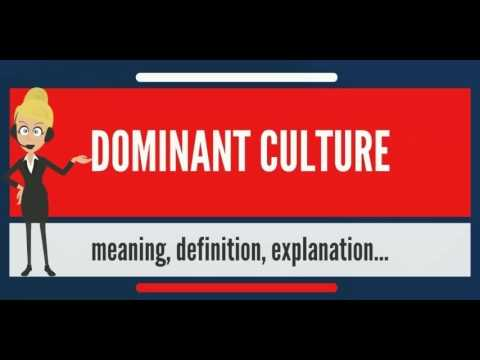 DOMINANT CULTURE
meaning, definition, explanation...